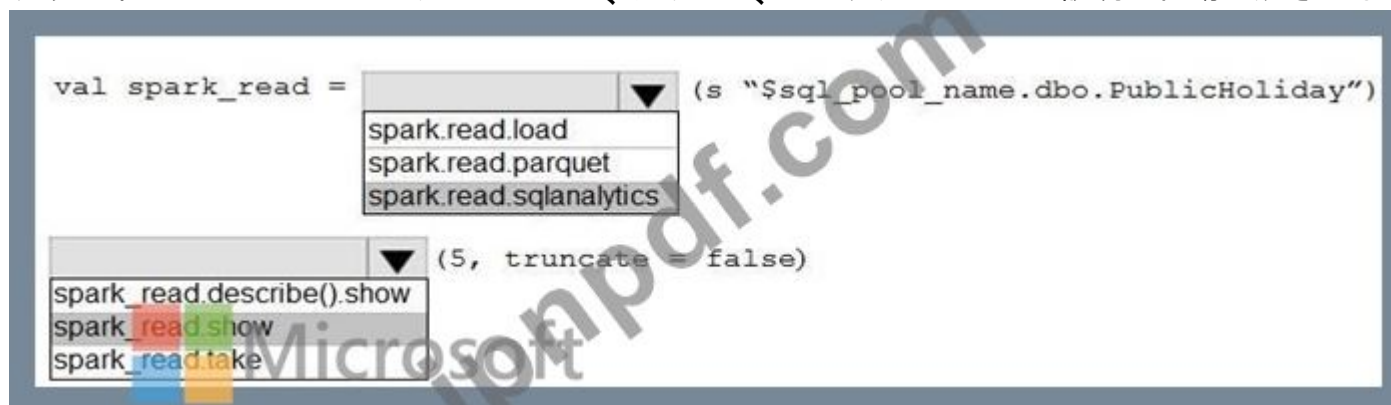 val spark_read = (s “$sql_pool_name.dbo.PublicHoliday”)
spark.read.load
spark.read.parquet
spark.read.sqlanalytics
(5, truncate = false)
spark_read.describe().show
spark_read.show
spark_read.take
Microsoft